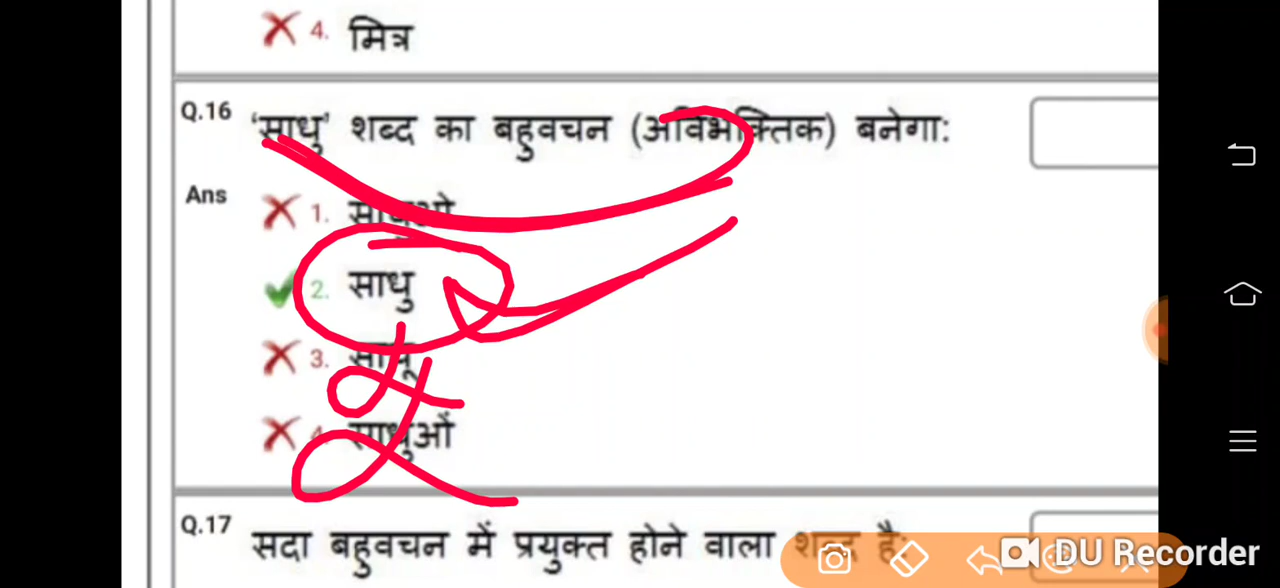 4. मित्र
Q.16 'साधु' शब्द का बहुवचन (अविभक्तिक) बनेगा:
Ans
1. साधुओ
2. साधु
3. साधू
4. साधुओं
Q.17 सदा बहुवचन में प्रयुक्त होने वाला शब्द है:
DU Recorder